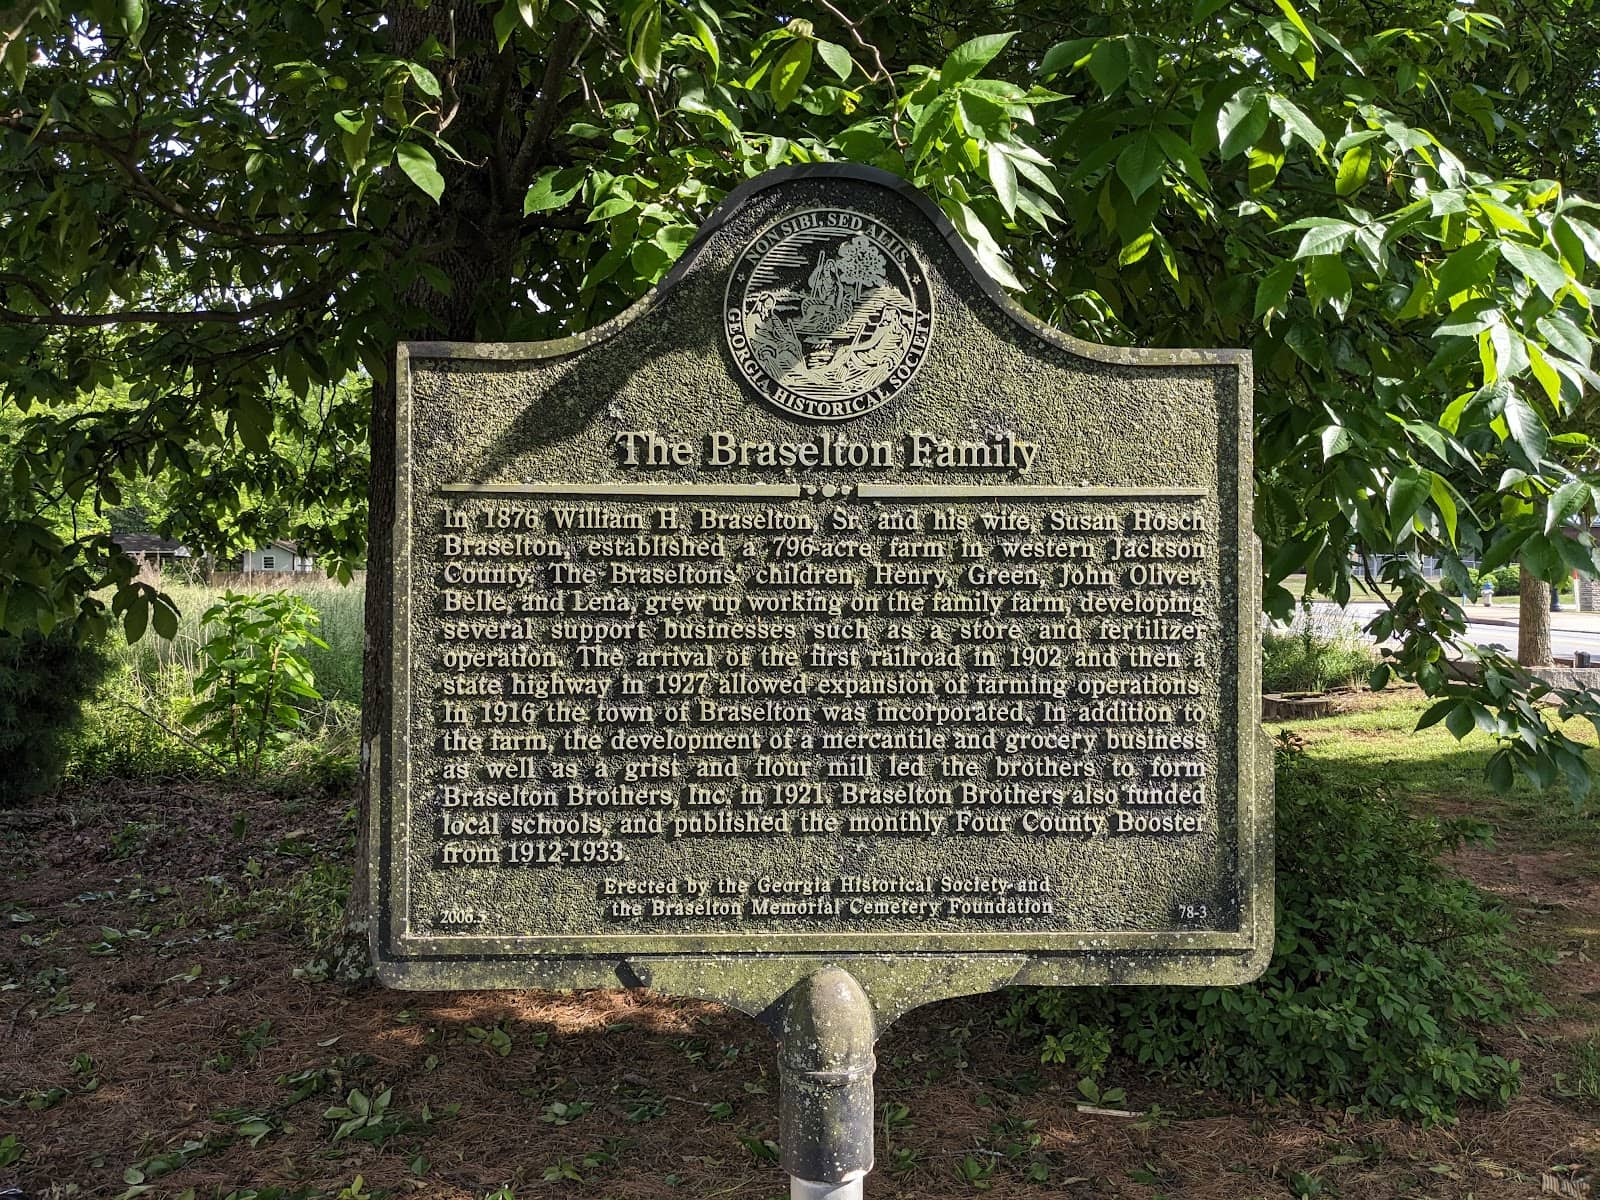 NON SIBI, SED ALIIS.
GEORGIA HISTORICAL SOCIETY
The Braselton Family
In 1876 William H. Braselton, Sr. and his wife, Susan Hosch
Braselton, established a 796-acre farm in western Jackson
County. The Braseltons' children, Henry, Green, John Oliver,
Belle, and Lena, grew up working on the family farm, developing
several support businesses such as a store and fertilizer
operation. The arrival of the first railroad in 1902 and then a
state highway in 1927 allowed expansion of farming operations.
In 1916 the town of Braselton was incorporated. In addition to
the farm, the development of a mercantile and grocery business
as well as a grist and flour mill led the brothers to form
Braselton Brothers, Inc. in 1921. Braselton Brothers also funded
local schools, and published the monthly Four County Booster
from 1912-1933.
Erected by the Georgia Historical Society and
the Braselton Memorial Cemetery Foundation
2006.5
78-3